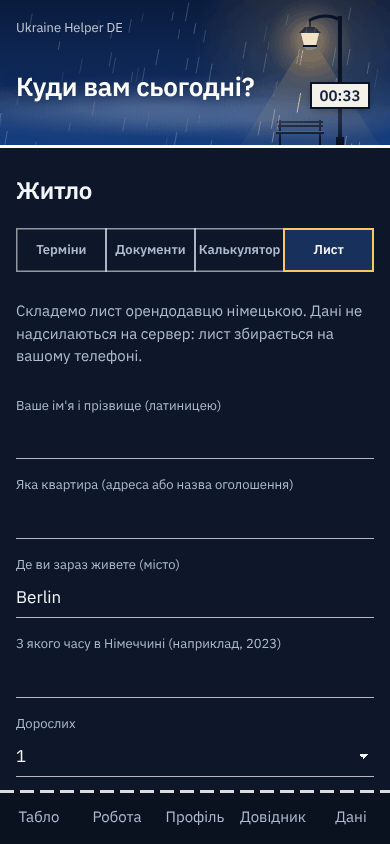 Ukraine Helper DE
Куди вам сьогодні?
00:33
Житло
Терміни
Документи
Калькулятор
Лист
Складемо лист орендодавцю німецькою. Дані не
надсилаються на сервер: лист збирається на
вашому телефоні.
Ваше ім'я і прізвище (латиницею)
Яка квартира (адреса або назва оголошення)
Де ви зараз живете (місто)
Berlin
З якого часу в Німеччині (наприклад, 2023)
Дорослих
1
Табло
Робота
Профіль
Довідник
Дані